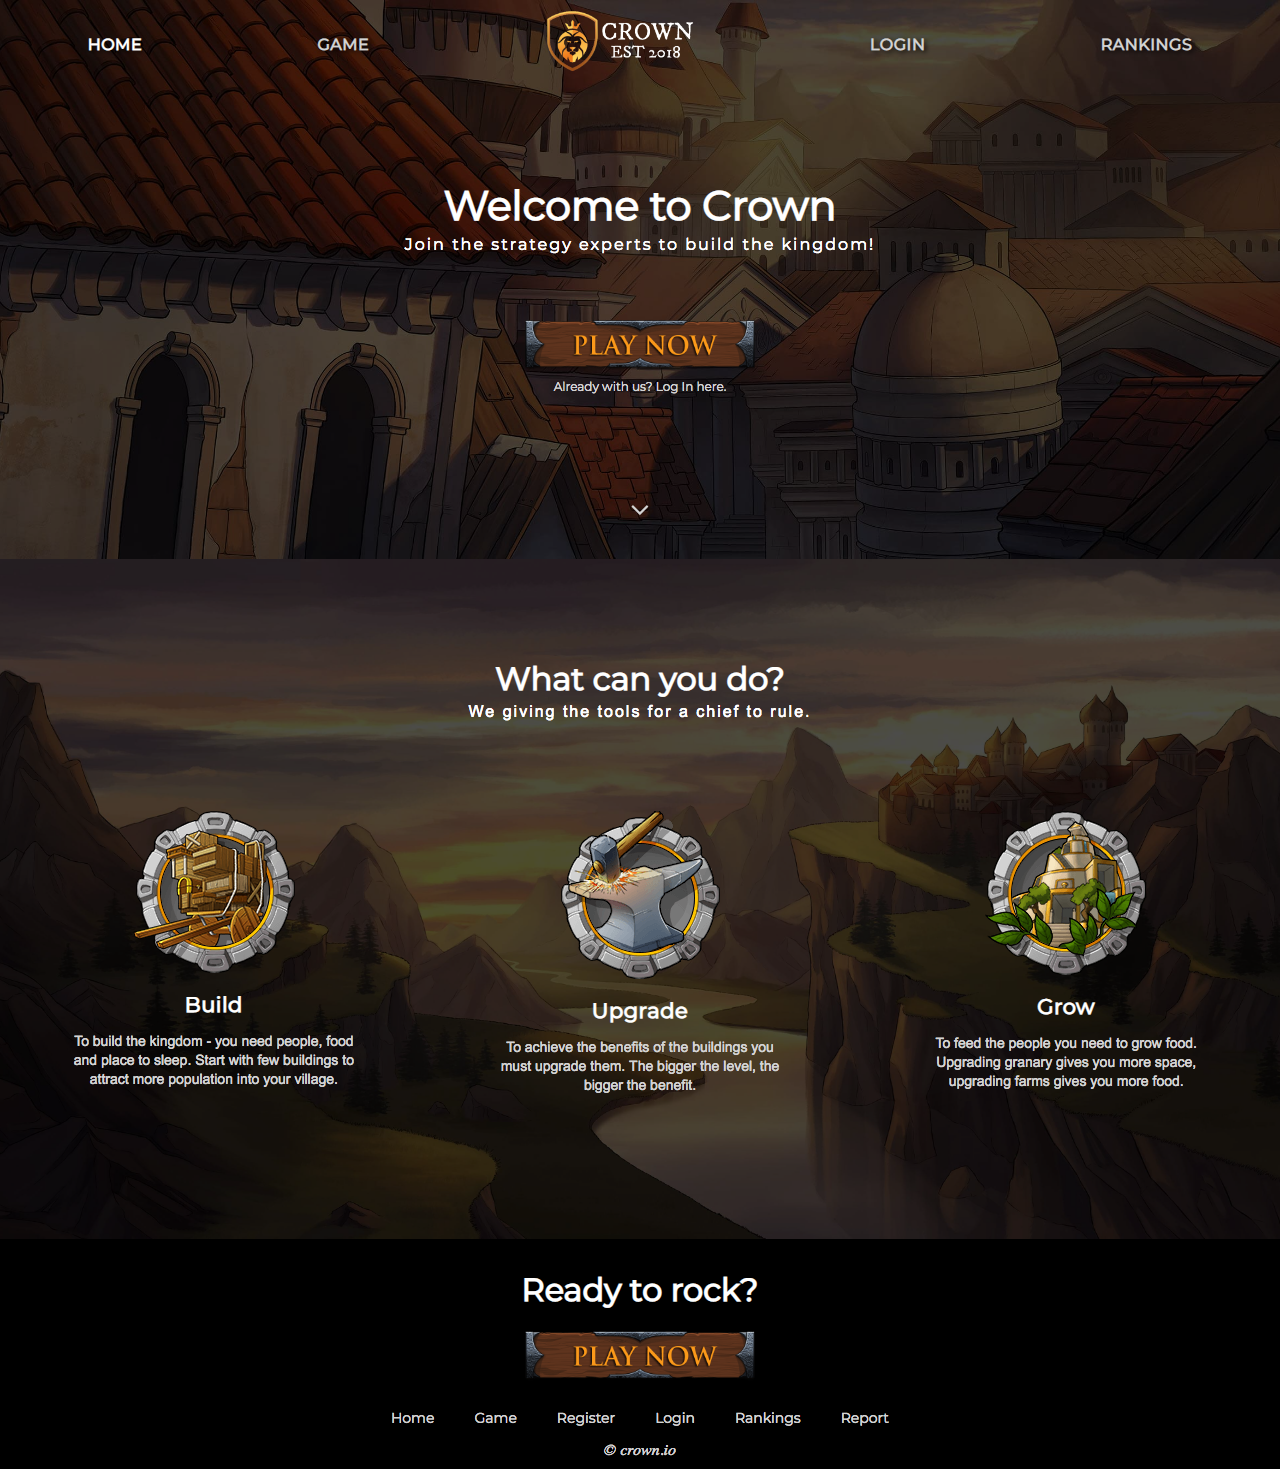 HOME
GAME
CROWN
EST 2018
LOGIN
RANKINGS
Welcome to Crown
Join the strategy experts to build the kingdom!
PLAY NOW
Already with us? Log In here.
What can you do?
We giving the tools for a chief to rule.
Build
To build the kingdom - you need people, food
and place to sleep. Start with few buildings to
attract more population into your village.
Upgrade
To achieve the benefits of the buildings you
must upgrade them. The bigger the level, the
bigger the benefit.
Grow
To feed the people you need to grow food.
Upgrading granary gives you more space,
upgrading farms gives you more food.
Ready to rock?
PLAY NOW
Home
Game
Register
Login
Rankings
Report
© crown.io